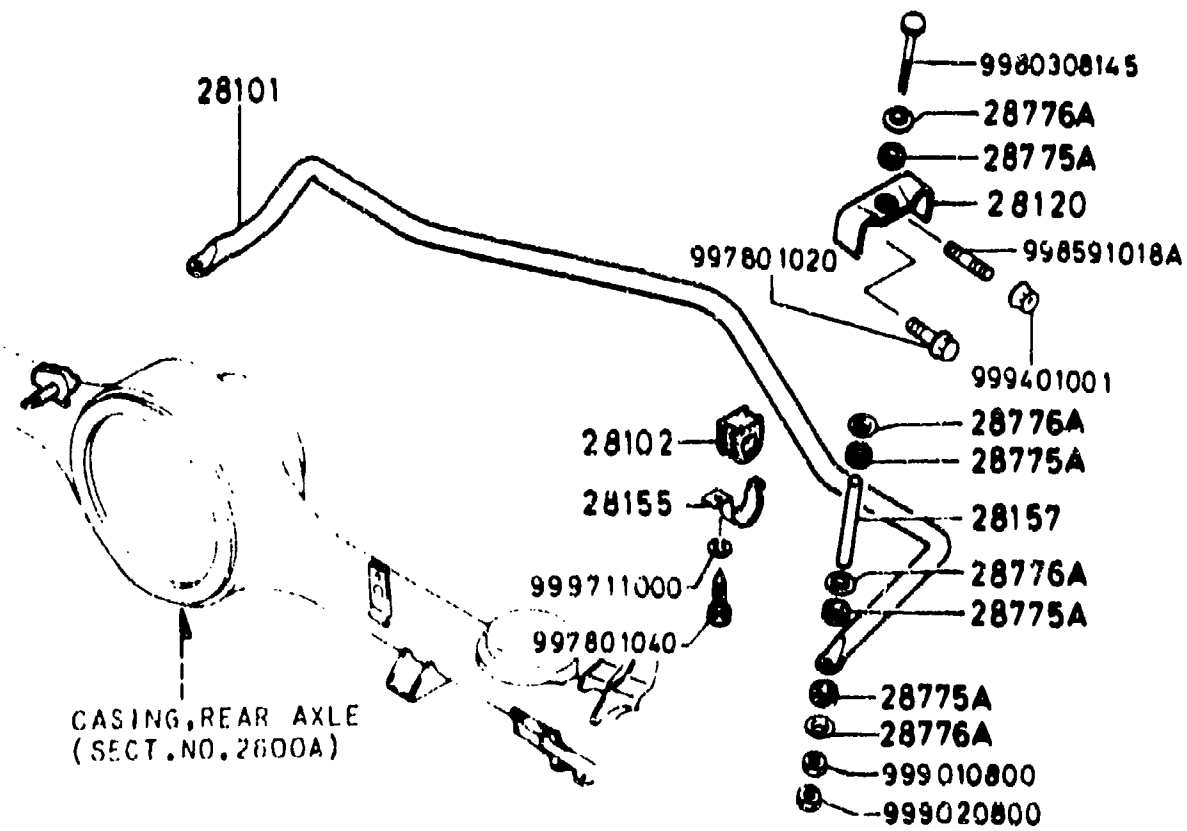 28101
9980308145
28776A
28775A
28120
998591018A
997801020
999401001
28776A
28102
28775A
28155
28157
28776A
999711000
28775A
997801040
28775A
CASING,REAR AXLE
28776A
(SECT.NO.2600A)
999010800
999020800